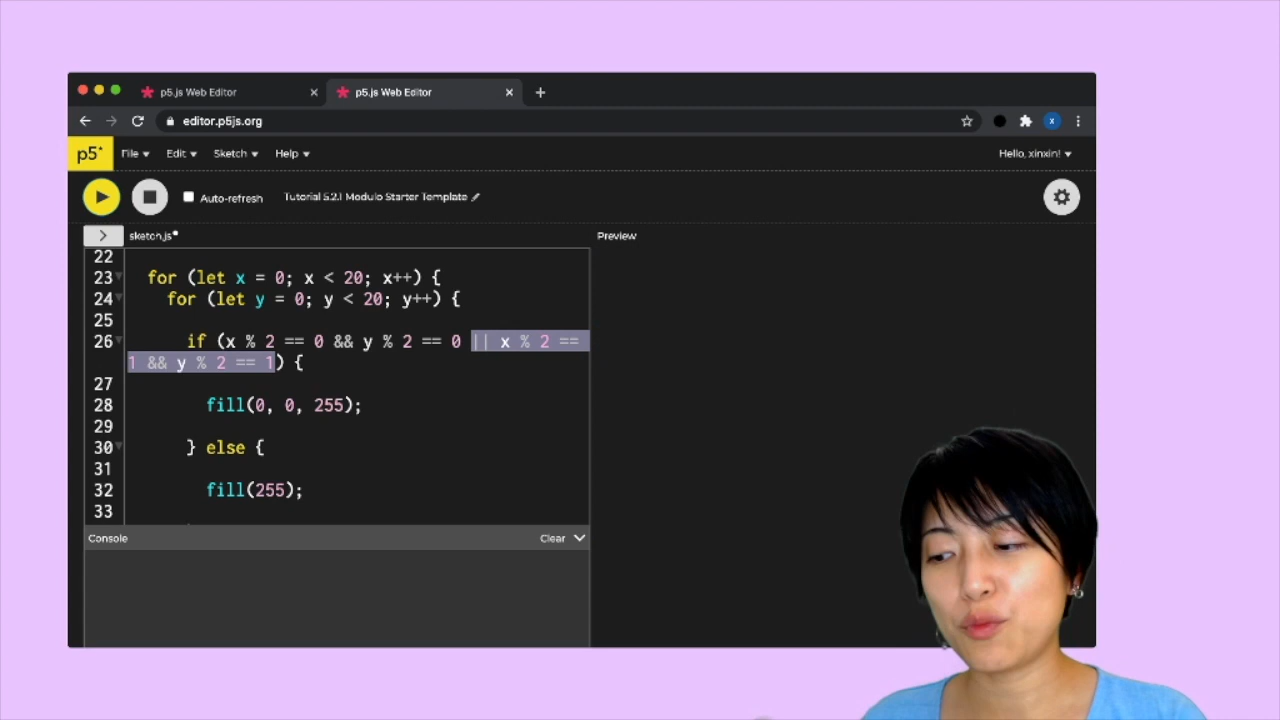 p5.js Web Editor
p5.js Web Editor
editor.p5js.org
x
p5* File Edit Sketch Help Hello, xinxin!
Auto-refresh Tutorial 5.2.1 Modulo Starter Template
sketch.js Preview
22
23 for (let x = 0; x < 20; x++) {
24 for (let y = 0; y < 20; y++) {
25
26 if (x % 2 == 0 && y % 2 == 0 || x % 2 ==
1 && y % 2 == 1) {
27
28 fill(0, 0, 255);
29
30 } else {
31
32 fill(255);
33
Console Clear